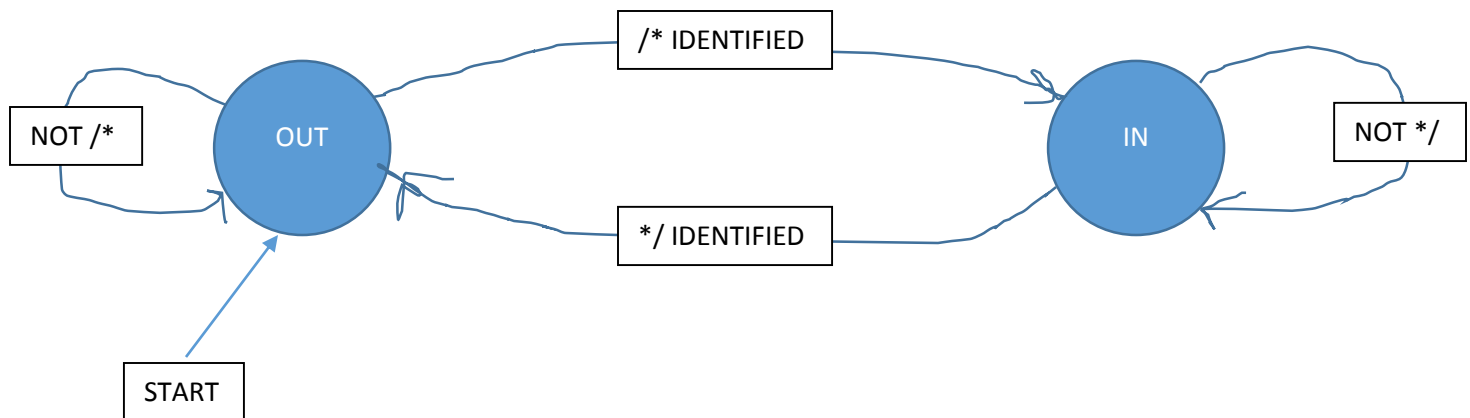 /* IDENTIFIED
NOT /*
OUT
IN
NOT */
*/ IDENTIFIED
START